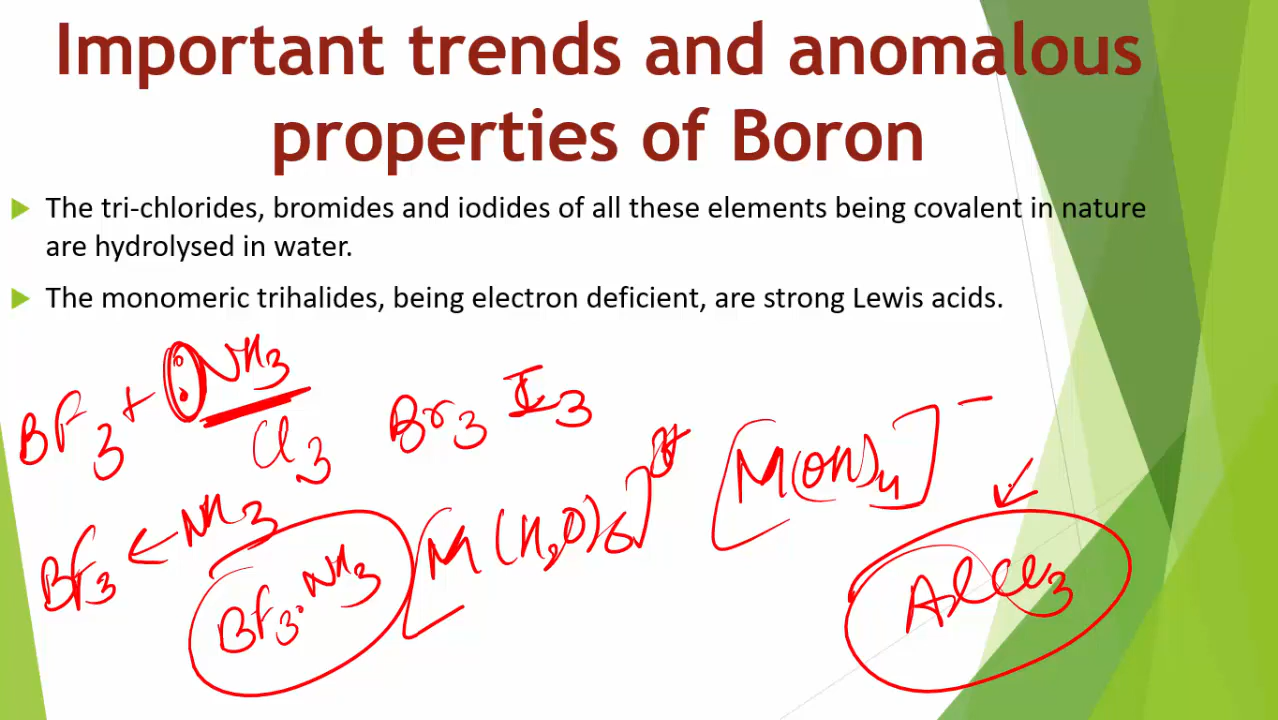 Important trends and anomalous
properties of Boron
The tri-chlorides, bromides and iodides of all these elements being covalent in nature
are hydrolysed in water.
The monomeric trihalides, being electron deficient, are strong Lewis acids.
BF3 + :NH3
Cl3 Br3 I3
BF3 ← NH3
BF3.NH3
[M(H2O)6]3+
[M(OH)4]-
AlCl3